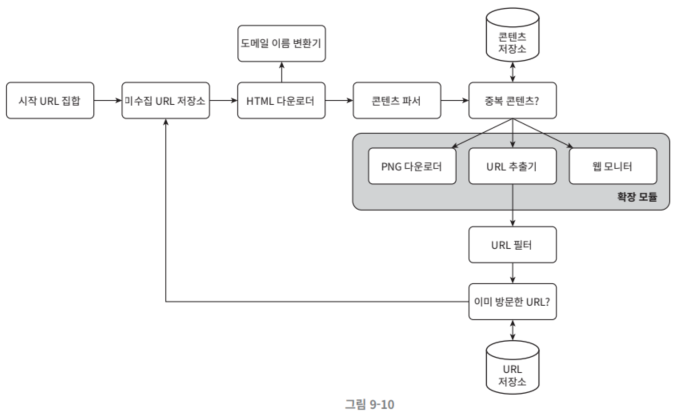 콘텐츠
저장소
도메일 이름 변환기
시작 URL 집합
미수집 URL 저장소
HTML 다운로더
콘텐츠 파서
중복 콘텐츠?
PNG 다운로더
URL 추출기
웹 모니터
확장 모듈
URL 필터
이미 방문한 URL?
URL
저장소
그림 9-10